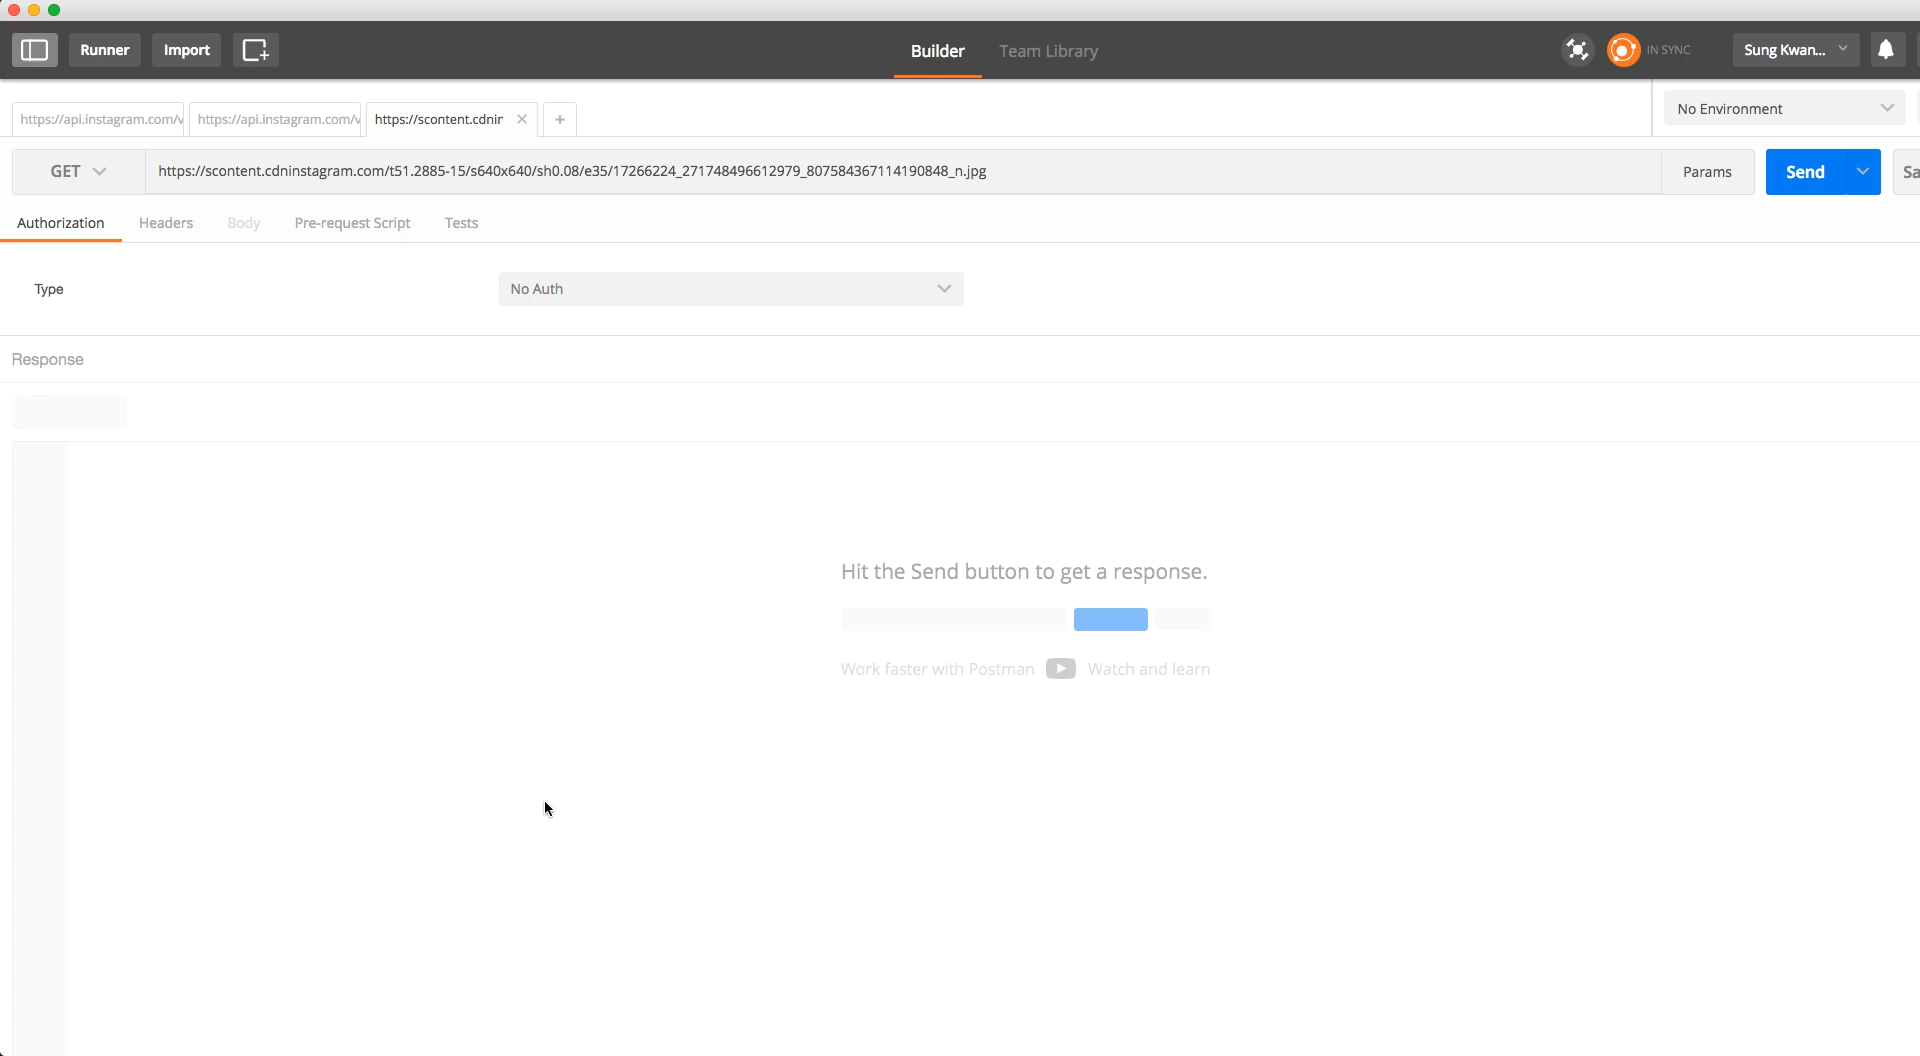 Runner Import Builder Team Library IN SYNC Sung Kwan...
https://api.instagram.com/v https://api.instagram.com/v https://scontent.cdnin + No Environment
GET https://scontent.cdninstagram.com/t51.2885-15/s640x640/sh0.08/e35/17266224_271748496612979_807584367114190848_n.jpg Params Send Sa
Authorization Headers Body Pre-request Script Tests
Type No Auth
Response
Hit the Send button to get a response.
Work faster with Postman Watch and learn